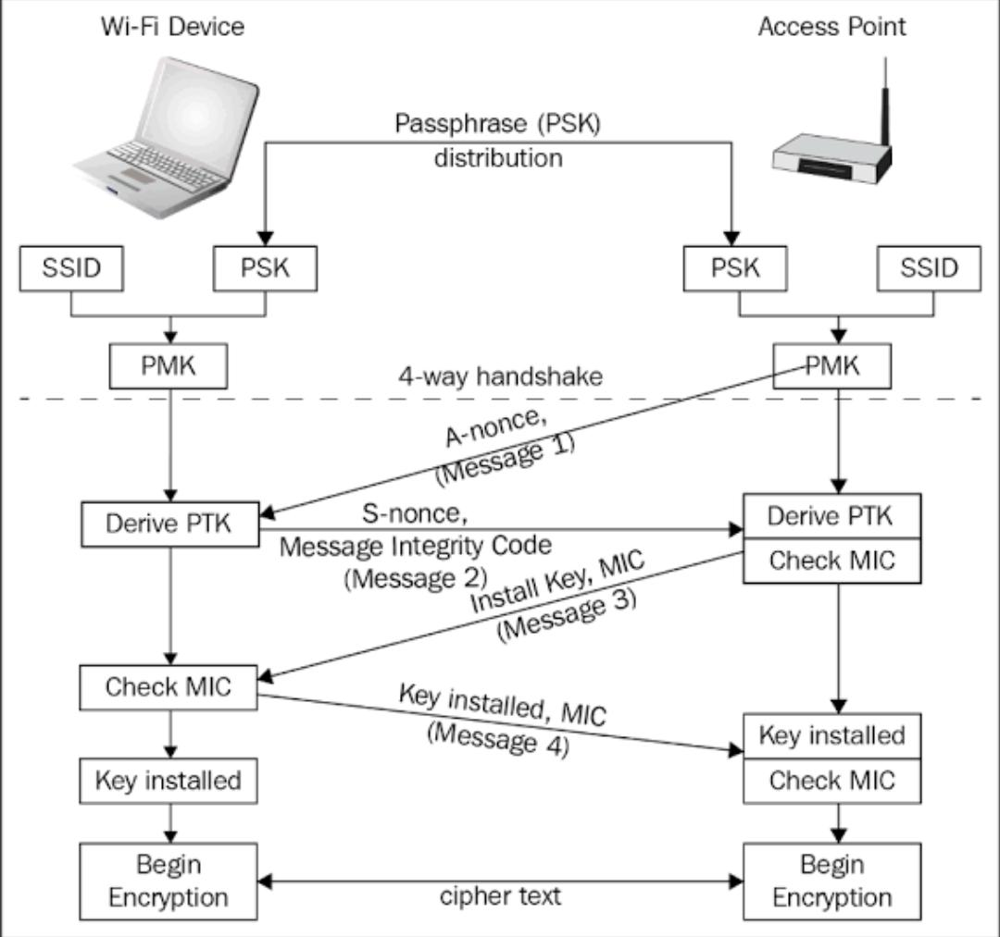 Wi-Fi Device
Access Point
Passphrase (PSK)
distribution
SSID
PSK
PSK
SSID
PMK
PMK
4-way handshake
A-nonce,
(Message 1)
Derive PTK
S-nonce,
Message Integrity Code
(Message 2)
Derive PTK
Check MIC
Install Key, MIC
(Message 3)
Check MIC
Key installed, MIC
(Message 4)
Key installed
Check MIC
Key installed
Begin
Encryption
cipher text
Begin
Encryption